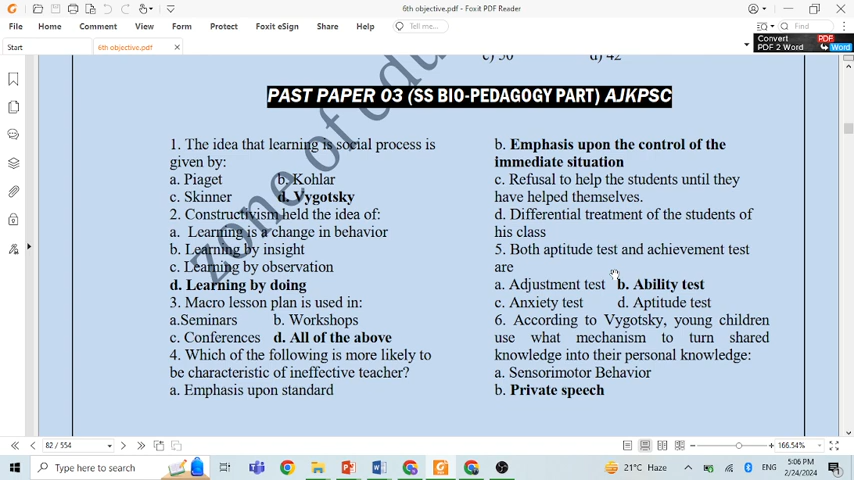 6th objective.pdf - Foxit PDF Reader
File Home Comment View Form Protect Foxit eSign Share Help Tell me... Find
Start 6th objective.pdf
Convert PDF
PDF 2 Word Word
c) 50 d) 42
PAST PAPER 03 (SS BIO-PEDAGOGY PART) AJKPSC
1. The idea that learning is social process is
given by:
a. Piaget b. Kohlar
c. Skinner d. Vygotsky
2. Constructivism held the idea of:
a. Learning is a change in behavior
b. Learning by insight
c. Learning by observation
d. Learning by doing
3. Macro lesson plan is used in:
a.Seminars b. Workshops
c. Conferences d. All of the above
4. Which of the following is more likely to
be characteristic of ineffective teacher?
a. Emphasis upon standard
b. Emphasis upon the control of the
immediate situation
c. Refusal to help the students until they
have helped themselves.
d. Differential treatment of the students of
his class
5. Both aptitude test and achievement test
are
a. Adjustment test b. Ability test
c. Anxiety test d. Aptitude test
6. According to Vygotsky, young children
use what mechanism to turn shared
knowledge into their personal knowledge:
a. Sensorimotor Behavior
b. Private speech
zone of edu
82 / 554 166.54%
Type here to search 21°C Haze ENG 5:06 PM
2/24/2024